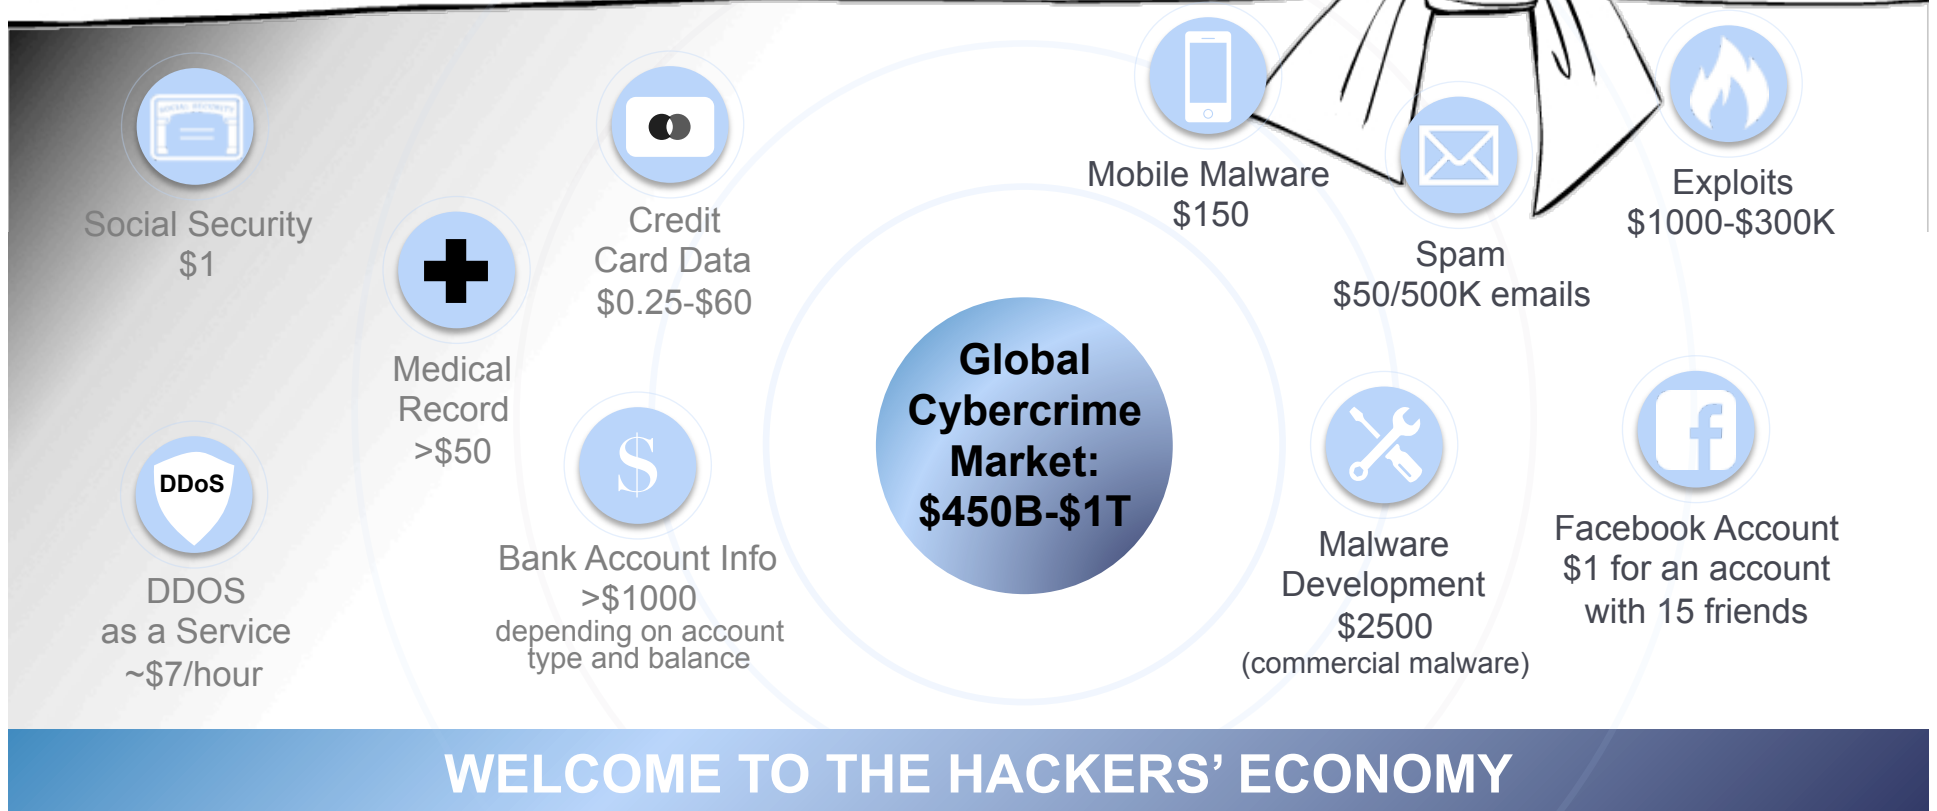 SOCIAL SECURITY
Social Security
$1
Medical
Record
>$50
Credit
Card Data
$0.25-$60
DDoS
DDOS
as a Service
~$7/hour
$
Bank Account Info
>$1000
depending on account
type and balance
Global
Cybercrime
Market:
$450B-$1T
Mobile Malware
$150
Spam
$50/500K emails
Exploits
$1000-$300K
Malware
Development
$2500
(commercial malware)
f
Facebook Account
$1 for an account
with 15 friends
WELCOME TO THE HACKERS’ ECONOMY